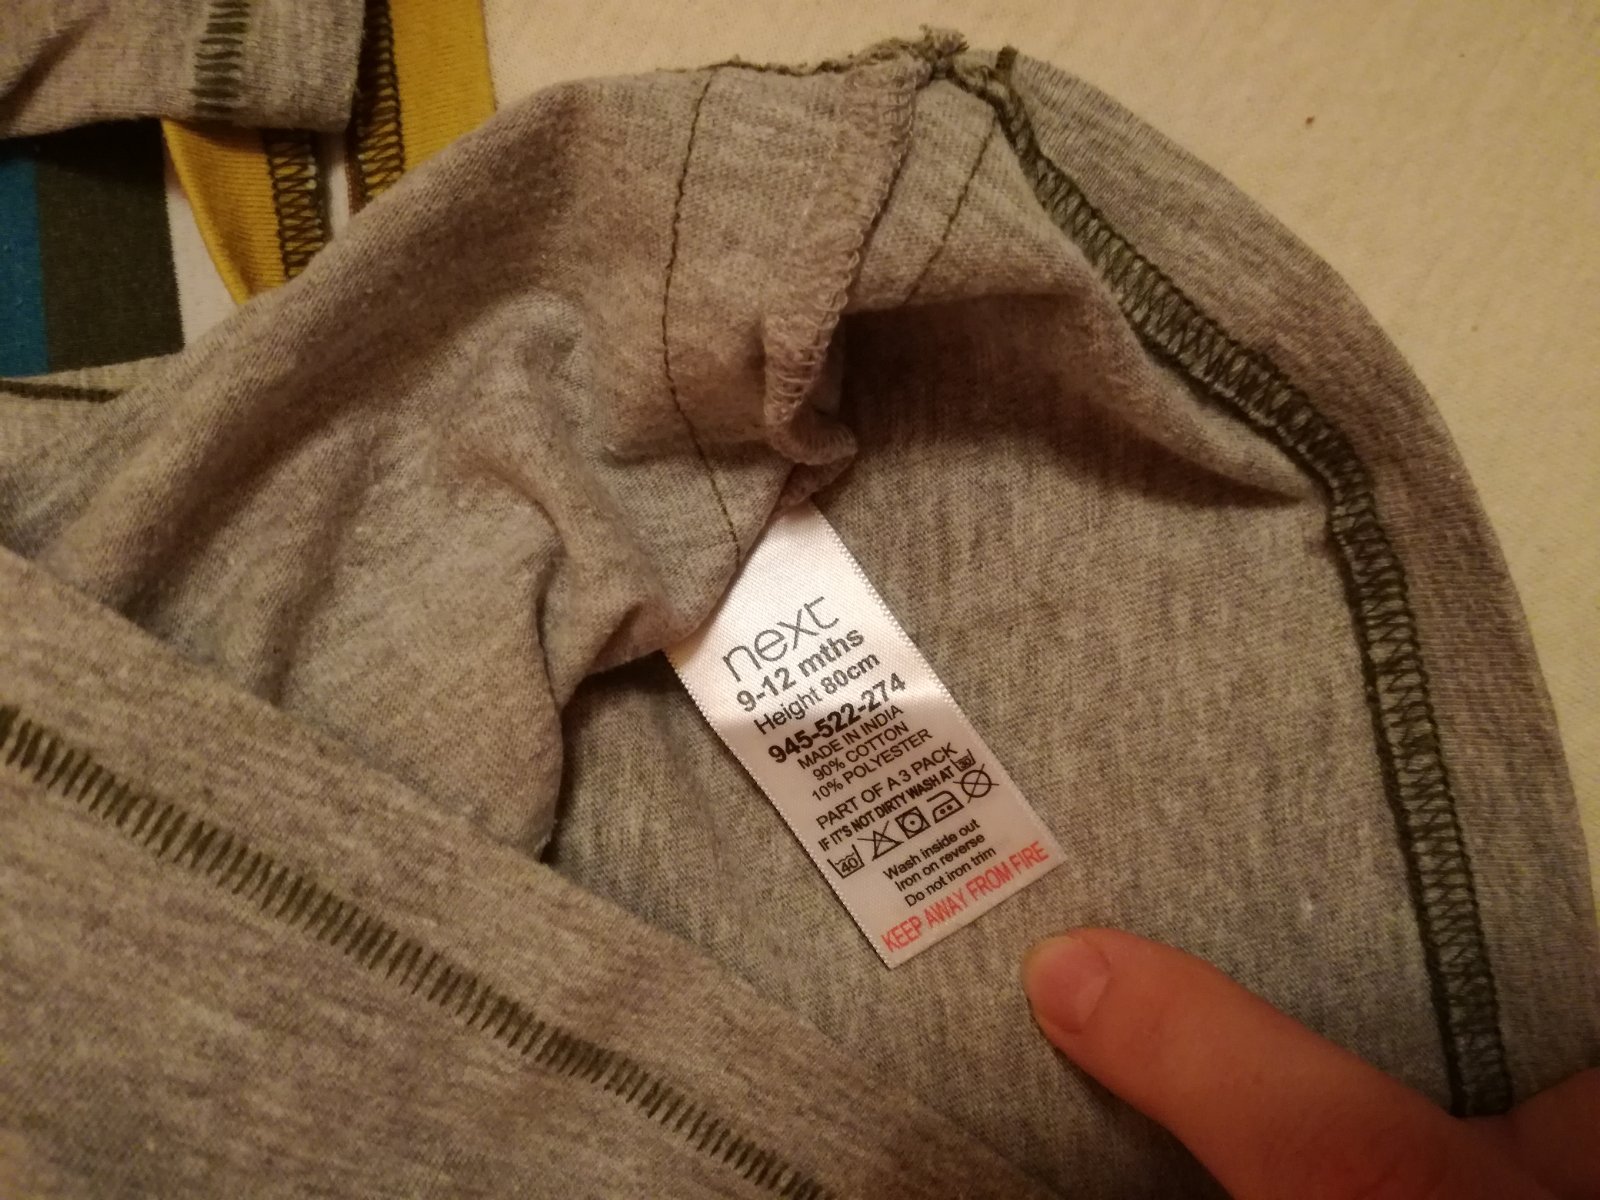 next
9-12 mths
Height 80cm
945-522-274
MADE IN INDIA
90% COTTON
10% POLYESTER
PART OF A 3 PACK
IF IT'S NOT DIRTY WASH AT 30
40
Wash inside out
Iron on reverse
Do not iron trim
KEEP AWAY FROM FIRE